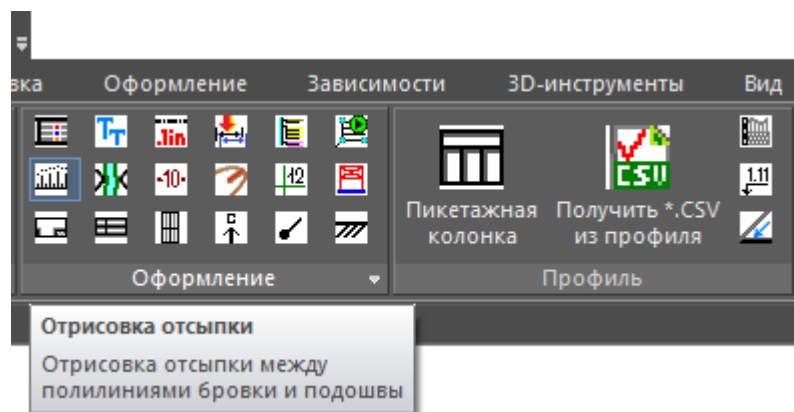 вка Оформление Зависимости 3D-инструменты Вид
.lin
-10-
12
1.11
CSV
С
Пикетажная колонка
Получить *.CSV из профиля
Оформление
Профиль
Отрисовка отсыпки
Отрисовка отсыпки между
полилиниями бровки и подошвы